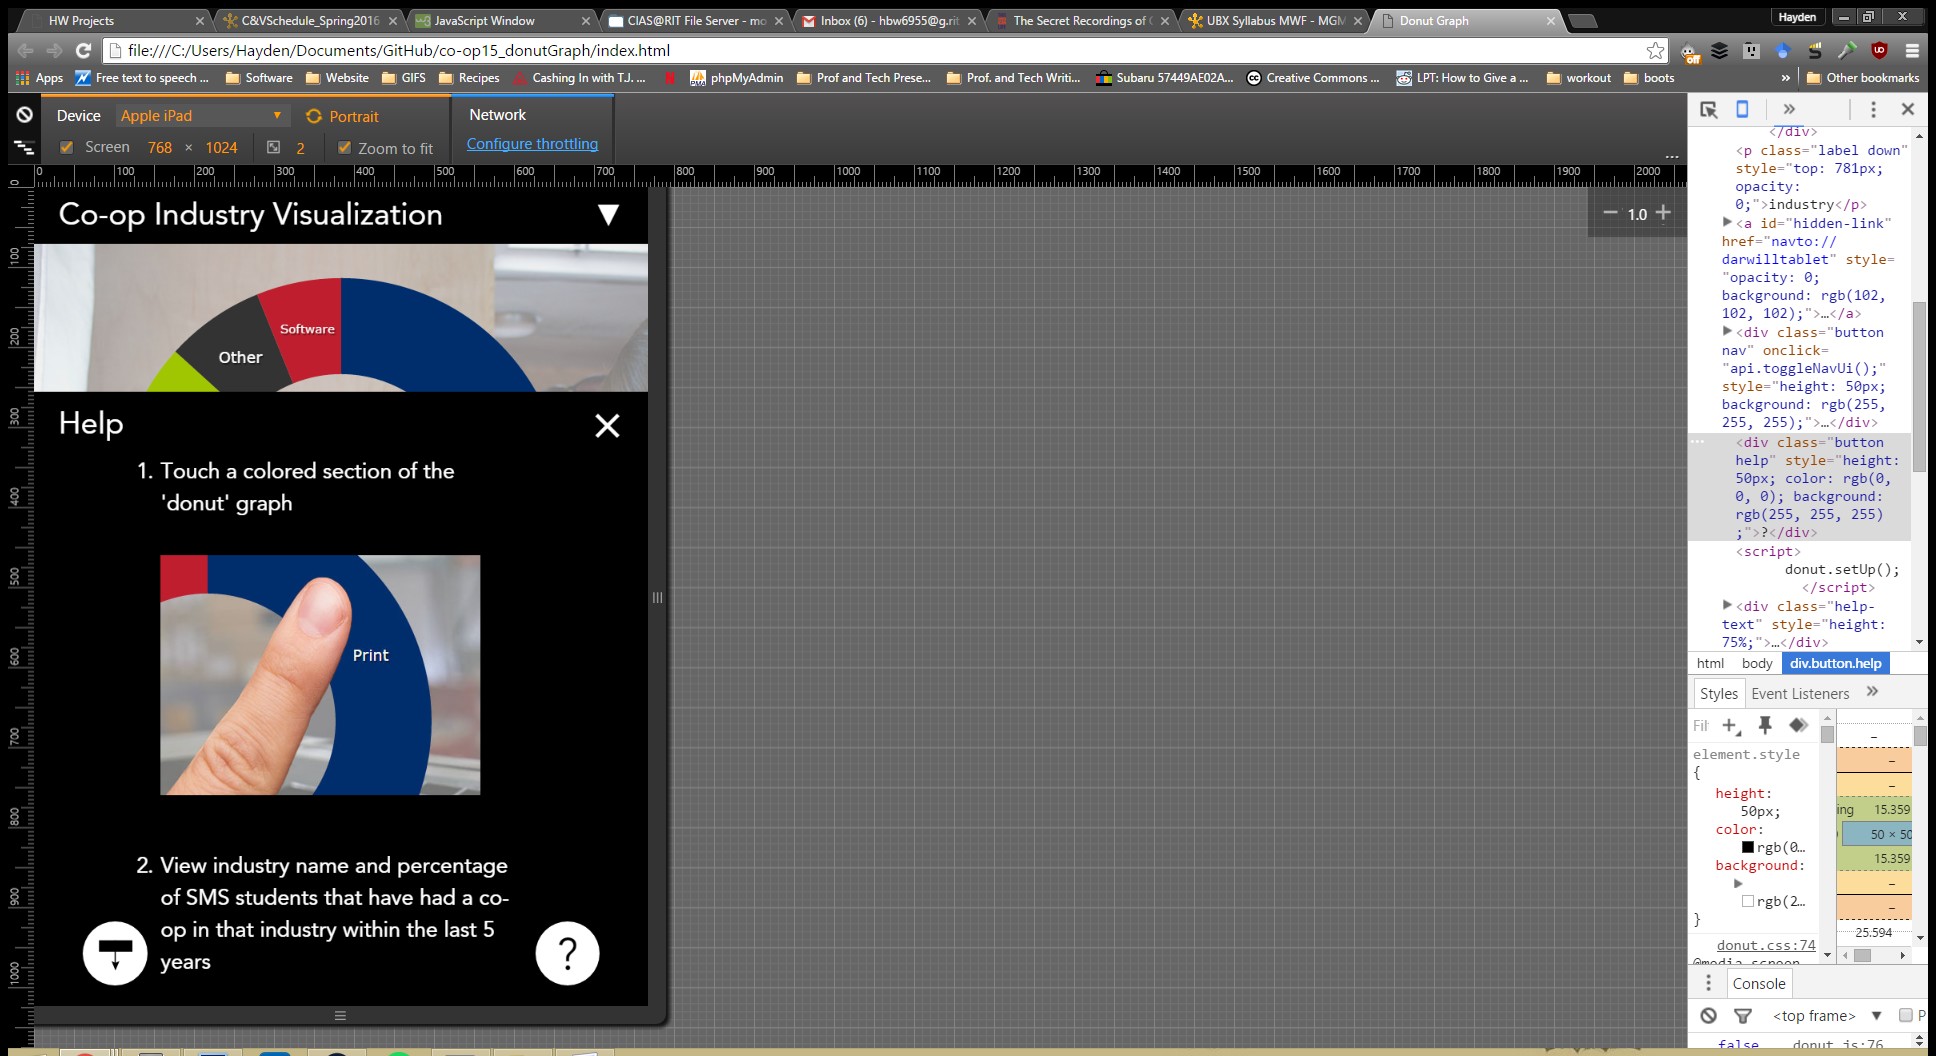 HW Projects
C&VSchedule_Spring2016
JavaScript Window
CIAS@RIT File Server - mo
Inbox (6) - hbw6955@g.rit
The Secret Recordings of
UBX Syllabus MWF - MGM
Donut Graph
Hayden
file:///C:/Users/Hayden/Documents/GitHub/co-op15_donutGraph/index.html
off
Apps
Free text to speech ...
Software
Website
GIFS
Recipes
Cashing In with T.J. ...
phpMyAdmin
Prof and Tech Prese...
Prof. and Tech Writi...
Subaru 57449AE02A...
Creative Commons ...
LPT: How to Give a ...
workout
boots
»
Other bookmarks
Device
Apple iPad
Portrait
Network
Screen 768 × 1024
2
Zoom to fit
Configure throttling
...
0 100 200 300 400 500 600 700 800 900 1000 1100 1200 1300 1400 1500 1600 1700 1800 1900 2000
0
100
200
300
400
500
600
700
800
900
1000
− 1.0 +
Co-op Industry Visualization
Software
Other
Help
1. Touch a colored section of the
'donut' graph
Print
2. View industry name and percentage
of SMS students that have had a co-
op in that industry within the last 5
years
?
»
</div>
<p class="label down"
style="top: 781px;
opacity:
0;">industry</p>
<a id="hidden-link"
href="navto://
darwilltablet" style=
"opacity: 0;
background: rgb(102,
102, 102);">…</a>
<div class="button
nav" onclick=
"api.toggleNavUi();"
style="height: 50px;
background: rgb(255,
255, 255);">…</div>
...
<div class="button
help" style="height:
50px; color: rgb(0,
0, 0); background:
rgb(255, 255, 255)
;">?</div>
<script>
donut.setUp();
</script>
<div class="help-
text" style="height:
75%;">…</div>
html body div.button.help
Styles Event Listeners »
Fil
element.style
{
height:
50px;
color:
rgb(0…
background:
rgb(2…
}
donut.css:74
@media screen
–
–
–
ing 15.359
50 × 50
15.359
–
–
25.594
Console
<top frame> ▼ P
false donut.js:76